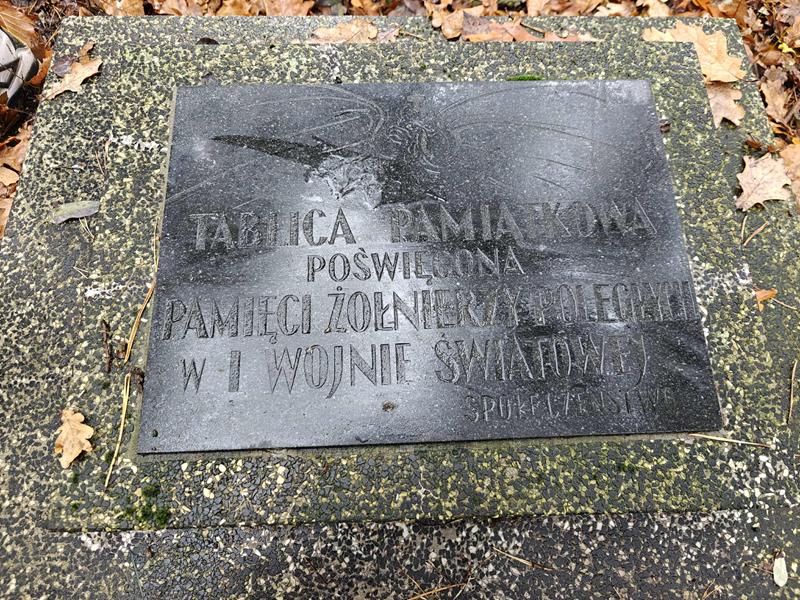 TABLICA PAMIĄTKOWA
POŚWIĘCONA
PAMIĘCI ŻOŁNIERZY POLEGŁYCH
W I WOJNIE ŚWIATOWEJ
SPOŁECZEŃSTWO